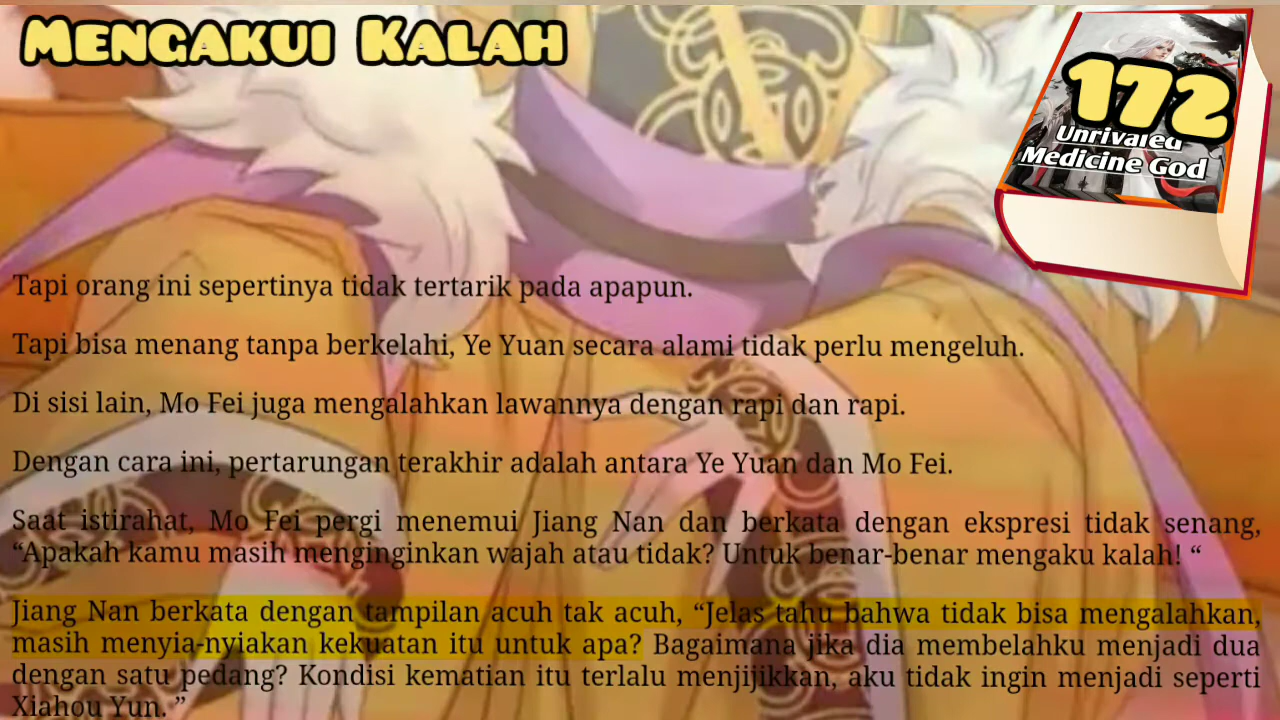 Mengakui Kalah
172
Unrivaled
Medicine God
Tapi orang ini sepertinya tidak tertarik pada apapun.
Tapi bisa menang tanpa berkelahi, Ye Yuan secara alami tidak perlu mengeluh.
Di sisi lain, Mo Fei juga mengalahkan lawannya dengan rapi dan rapi.
Dengan cara ini, pertarungan terakhir adalah antara Ye Yuan dan Mo Fei.
Saat istirahat, Mo Fei pergi menemui Jiang Nan dan berkata dengan ekspresi tidak senang,
“Apakah kamu masih menginginkan wajah atau tidak? Untuk benar-benar mengaku kalah! “
Jiang Nan berkata dengan tampilan acuh tak acuh, “Jelas tahu bahwa tidak bisa mengalahkan,
masih menyia-nyiakan kekuatan itu untuk apa? Bagaimana jika dia membelahku menjadi dua
dengan satu pedang? Kondisi kematian itu terlalu menjijikkan, aku tidak ingin menjadi seperti
Xiahou Yun. ”